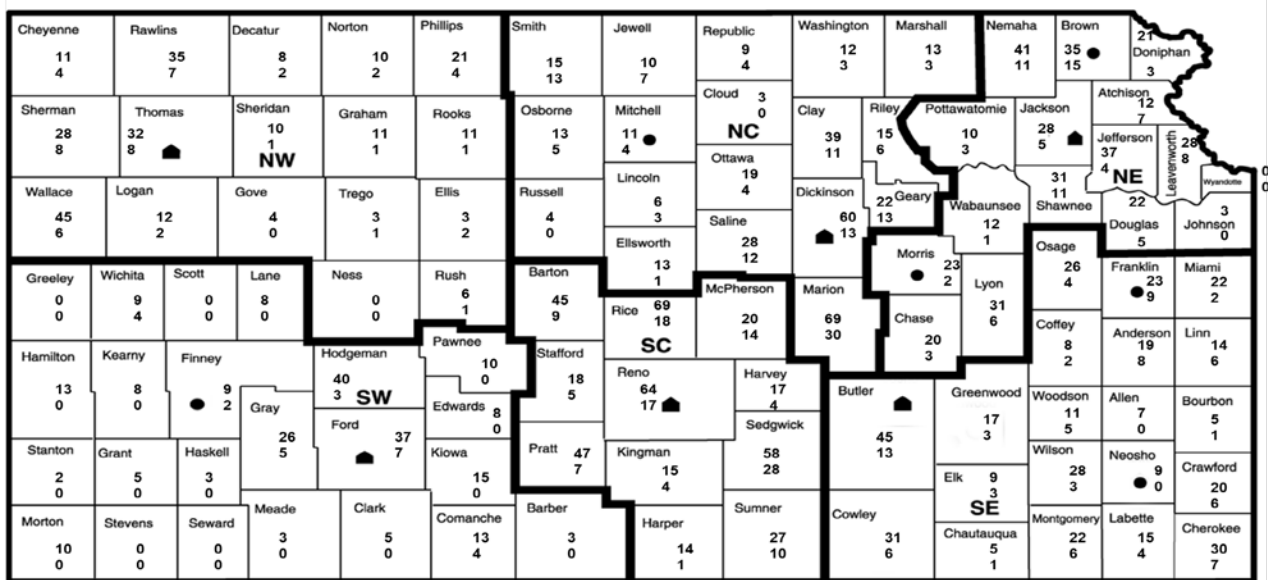 Cheyenne
11
4
Rawlins
35
7
Decatur
8
2
Norton
10
2
Phillips
21
4
Smith
15
13
Jewell
10
7
Republic
9
4
Washington
12
3
Marshall
13
3
Nemaha
41
11
Brown
35
15
21
Doniphan
3
Sherman
28
8
Thomas
32
8
Sheridan
10
1
NW
Graham
11
1
Rooks
11
1
Osborne
13
5
Mitchell
11
4
Cloud
3
0
NC
Clay
39
11
Riley
15
6
Pottawatomie
10
3
Jackson
28
5
Atchison
12
7
Jefferson
37
4
NE
Leavenworth
28
8
Wyandotte
0
0
Ottawa
19
4
Wallace
45
6
Logan
12
2
Gove
4
0
Trego
3
1
Ellis
3
2
Russell
4
0
Lincoln
6
3
Saline
28
12
Dickinson
60
13
Geary
22
13
Wabaunsee
12
1
31
11
Shawnee
22
Douglas
5
3
Johnson
0
Ellsworth
13
1
Morris
23
2
Osage
26
4
Franklin
23
9
Miami
22
2
Greeley
0
0
Wichita
9
4
Scott
0
0
Lane
8
0
Ness
0
0
Rush
6
1
Barton
45
9
Rice
69
18
SC
McPherson
20
14
Marion
69
30
Chase
20
3
Lyon
31
6
Coffey
8
2
Anderson
19
8
Linn
14
6
Hamilton
13
0
Kearny
8
0
Finney
9
2
Hodgeman
40
3
SW
Pawnee
10
0
Stafford
18
5
Reno
64
17
Harvey
17
4
Butler
45
13
Greenwood
17
3
Woodson
11
5
Allen
7
0
Bourbon
5
1
Gray
26
5
Ford
37
7
Edwards
8
0
Sedgwick
58
28
Stanton
2
0
Grant
5
0
Haskell
3
0
Kiowa
15
0
Pratt
47
7
Kingman
15
4
Elk
9
3
SE
Wilson
28
3
Neosho
9
0
Crawford
20
6
Morton
10
0
Stevens
0
0
Seward
0
0
Meade
3
0
Clark
5
0
Comanche
13
4
Barber
3
0
Harper
14
1
Sumner
27
10
Cowley
31
6
Chautauqua
5
1
Montgomery
22
6
Labette
15
4
Cherokee
30
7